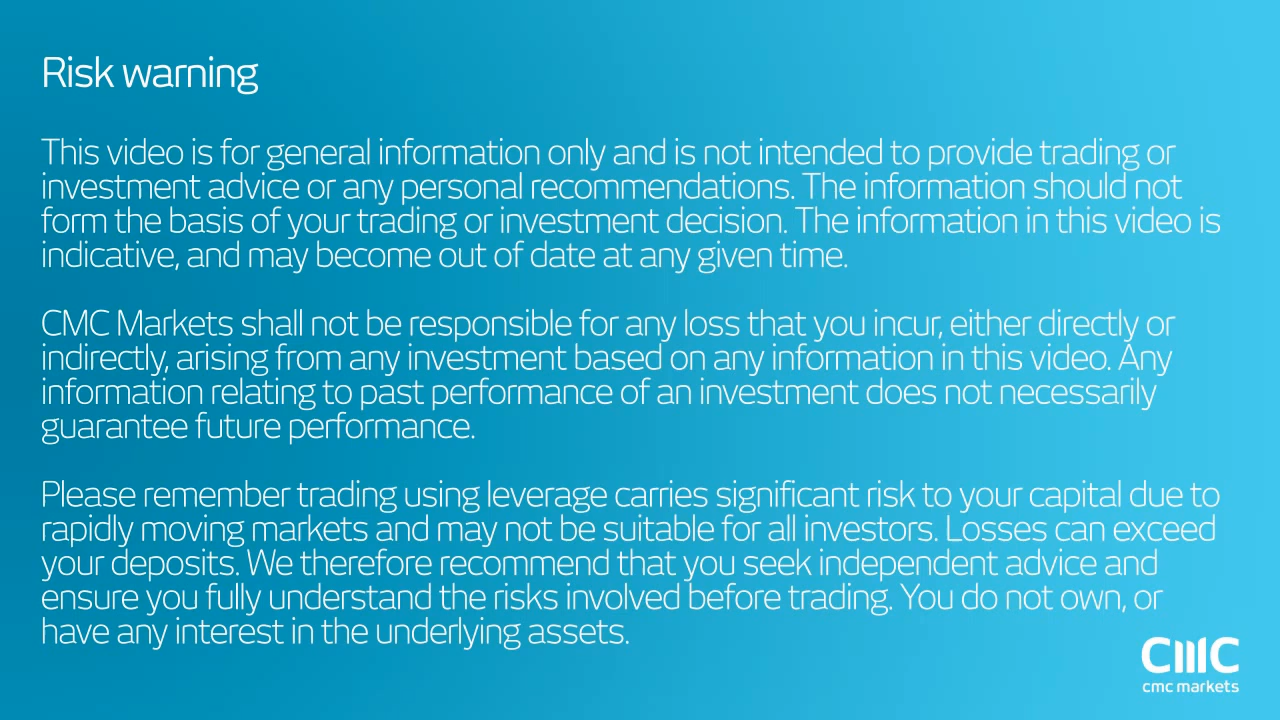 Risk warning
This video is for general information only and is not intended to provide trading or
investment advice or any personal recommendations. The information should not
form the basis of your trading or investment decision. The information in this video is
indicative, and may become out of date at any given time.
CMC Markets shall not be responsible for any loss that you incur, either directly or
indirectly, arising from any investment based on any information in this video. Any
information relating to past performance of an investment does not necessarily
guarantee future performance.
Please remember trading using leverage carries significant risk to your capital due to
rapidly moving markets and may not be suitable for all investors. Losses can exceed
your deposits. We therefore recommend that you seek independent advice and
ensure you fully understand the risks involved before trading. You do not own, or
have any interest in the underlying assets.
CMC
cmc markets